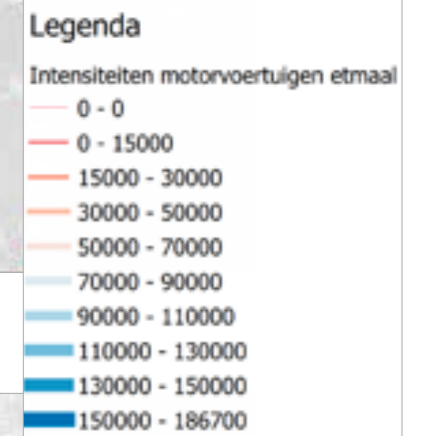 Legenda
Intensiteiten motorvoertuigen etmaal
0 - 0
0 - 15000
15000 - 30000
30000 - 50000
50000 - 70000
70000 - 90000
90000 - 110000
110000 - 130000
130000 - 150000
150000 - 186700